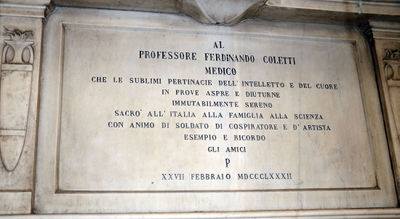 AL
PROFESSORE FERDINANDO COLETTI
MEDICO
CHE LE SUBLIMI PERTINACIE DELL'INTELLETTO E DEL CUORE
IN PROVE ASPRE E DIUTURNE
IMMUTABILMENTE SERENO
SACRO' ALL'ITALIA ALLA FAMIGLIA ALLA SCIENZA
CON ANIMO DI SOLDATO DI COSPIRATORE E D'ARTISTA
ESEMPIO E RICORDO
GLI AMICI
P
XXVII FEBBRAIO MDCCCLXXXII